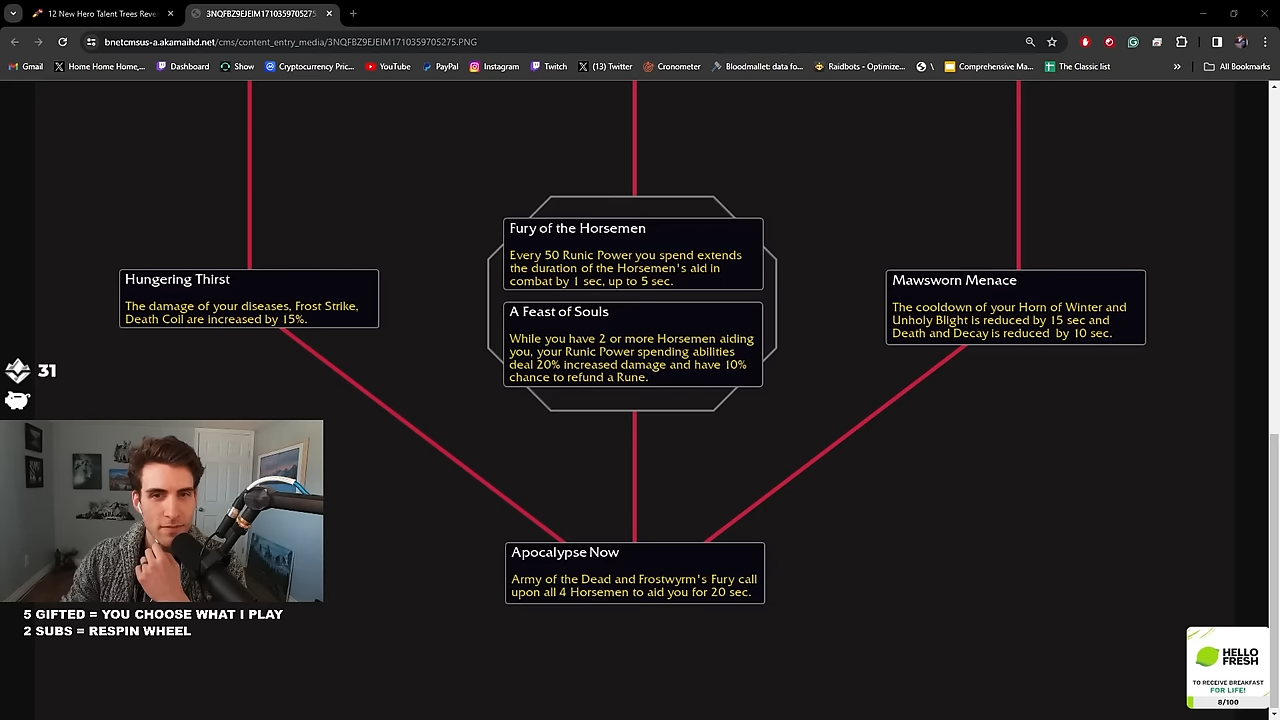 12 New Hero Talent Trees Reve
3NQFBZ9EJEIM1710359705275.
bnetcmsus-a.akamaihd.net/cms/content_entry_media/3NQFBZ9EJEIM1710359705275.PNG
Gmail
Home Home Home,...
Dashboard
Show
Cryptocurrency Pric...
YouTube
PayPal
Instagram
Twitch
(13) Twitter
Cronometer
Bloodmallet: data fo...
Raidbots - Optimize...
\
Comprehensive Ma...
The Classic list
»
All Bookmarks
Fury of the Horsemen
Every 50 Runic Power you spend extends
the duration of the Horsemen's aid in
combat by 1 sec, up to 5 sec.
Hungering Thirst
The damage of your diseases, Frost Strike,
Death Coil are increased by 15%.
A Feast of Souls
While you have 2 or more Horsemen aiding
you, your Runic Power spending abilities
deal 20% increased damage and have 10%
chance to refund a Rune.
Mawsworn Menace
The cooldown of your Horn of Winter and
Unholy Blight is reduced by 15 sec and
Death and Decay is reduced by 10 sec.
31
Apocalypse Now
Army of the Dead and Frostwyrm's Fury call
upon all 4 Horsemen to aid you for 20 sec.
5 GIFTED = YOU CHOOSE WHAT I PLAY
2 SUBS = RESPIN WHEEL
HELLO
FRESH
TO RECEIVE BREAKFAST
FOR LIFE!
8/100